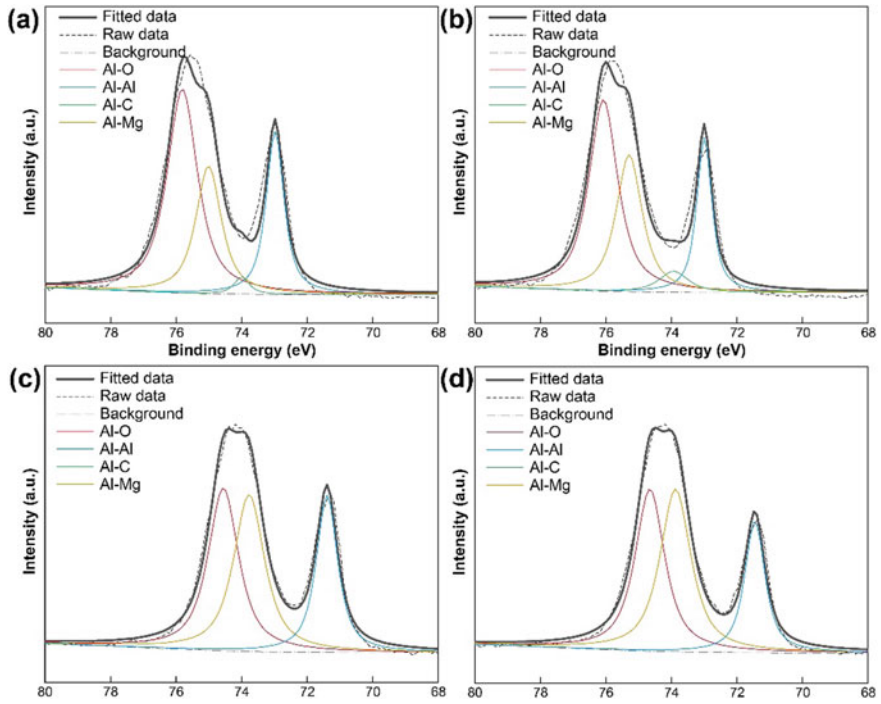 (a)
Fitted data
Raw data
Background
Al-O
Al-Al
Al-C
Al-Mg
Intensity (a.u.)
80 78 76 74 72 70 68
Binding energy (eV)
(b)
Fitted data
Raw data
Background
Al-O
Al-Al
Al-C
Al-Mg
Intensity (a.u.)
80 78 76 74 72 70 68
Binding energy (eV)
(c)
Fitted data
Raw data
Background
Al-O
Al-Al
Al-C
Al-Mg
Intensity (a.u.)
80 78 76 74 72 70 68
(d)
Fitted data
Raw data
Background
Al-O
Al-Al
Al-C
Al-Mg
Intensity (a.u.)
80 78 76 74 72 70 68